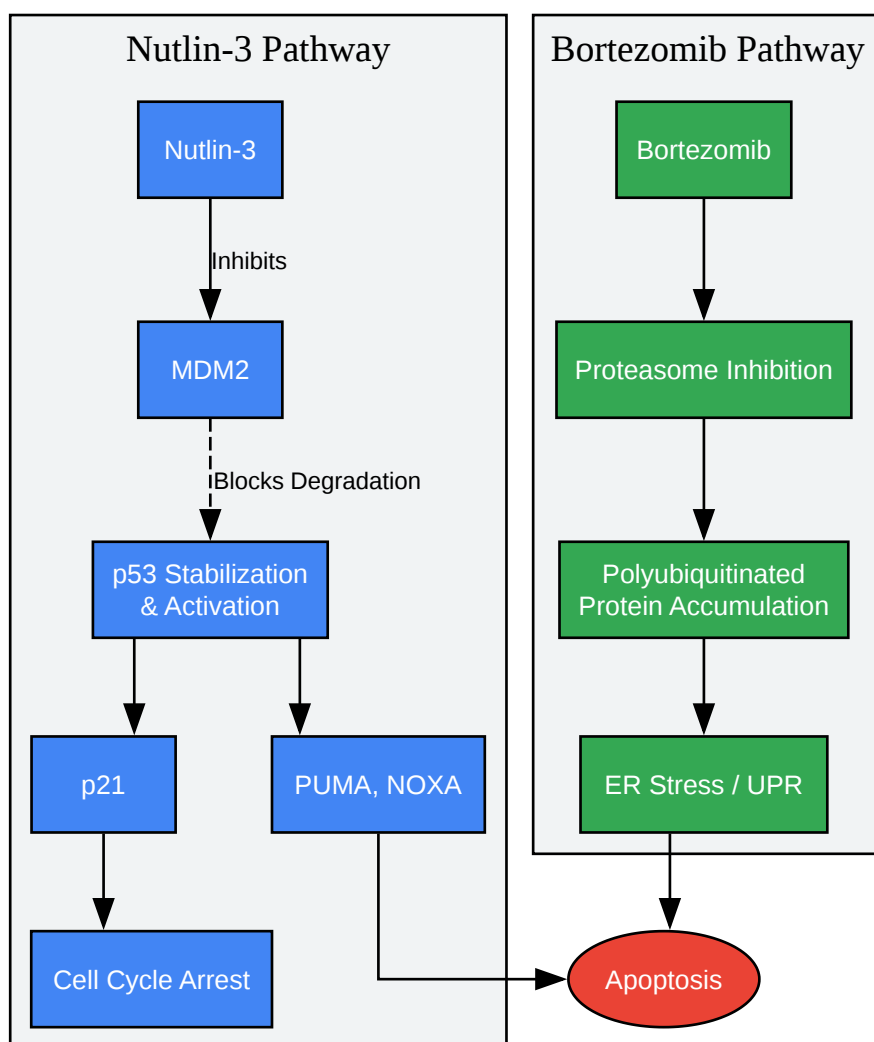 Nutlin-3 Pathway
Nutlin-3
Inhibits
MDM2
Blocks Degradation
p53 Stabilization
& Activation
p21
PUMA, NOXA
Cell Cycle Arrest
Bortezomib Pathway
Bortezomib
Proteasome Inhibition
Polyubiquitinated
Protein Accumulation
ER Stress / UPR
Apoptosis